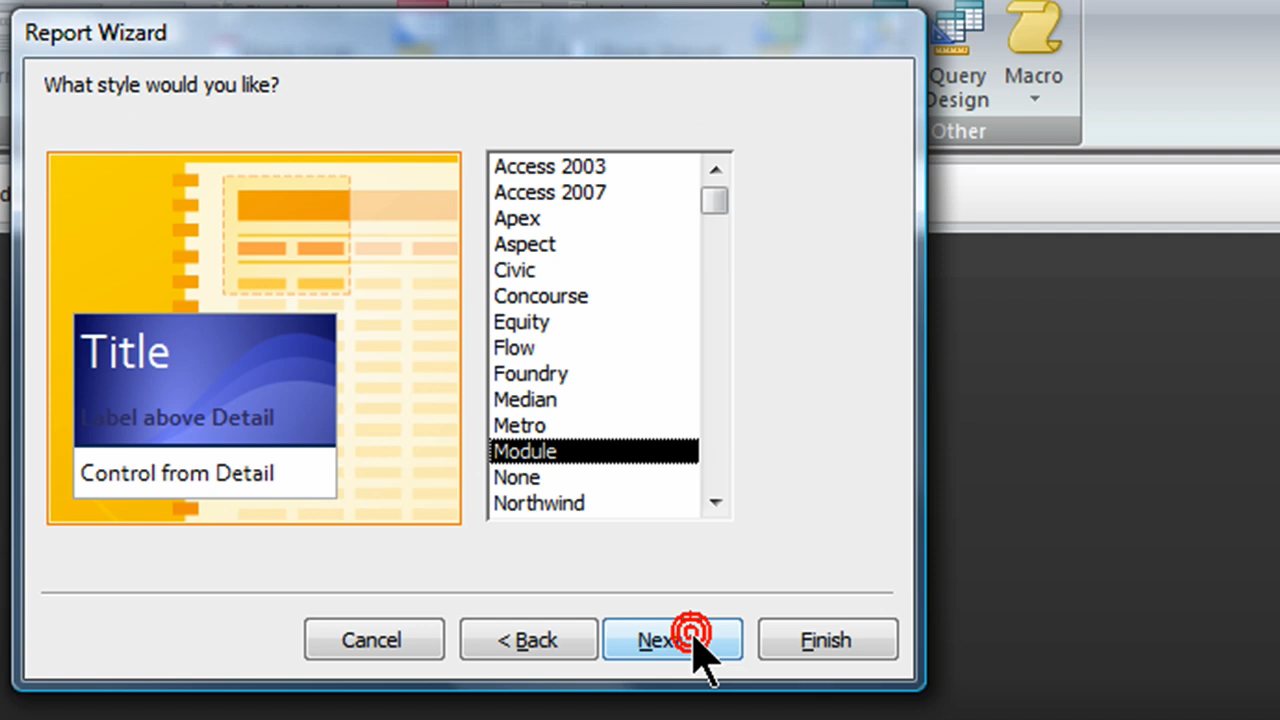 Report Wizard
What style would you like?
Query
Design
Macro
Other
Title
Label above Detail
Control from Detail
Access 2003
Access 2007
Apex
Aspect
Civic
Concourse
Equity
Flow
Foundry
Median
Metro
Module
None
Northwind
Cancel
< Back
Next
Finish